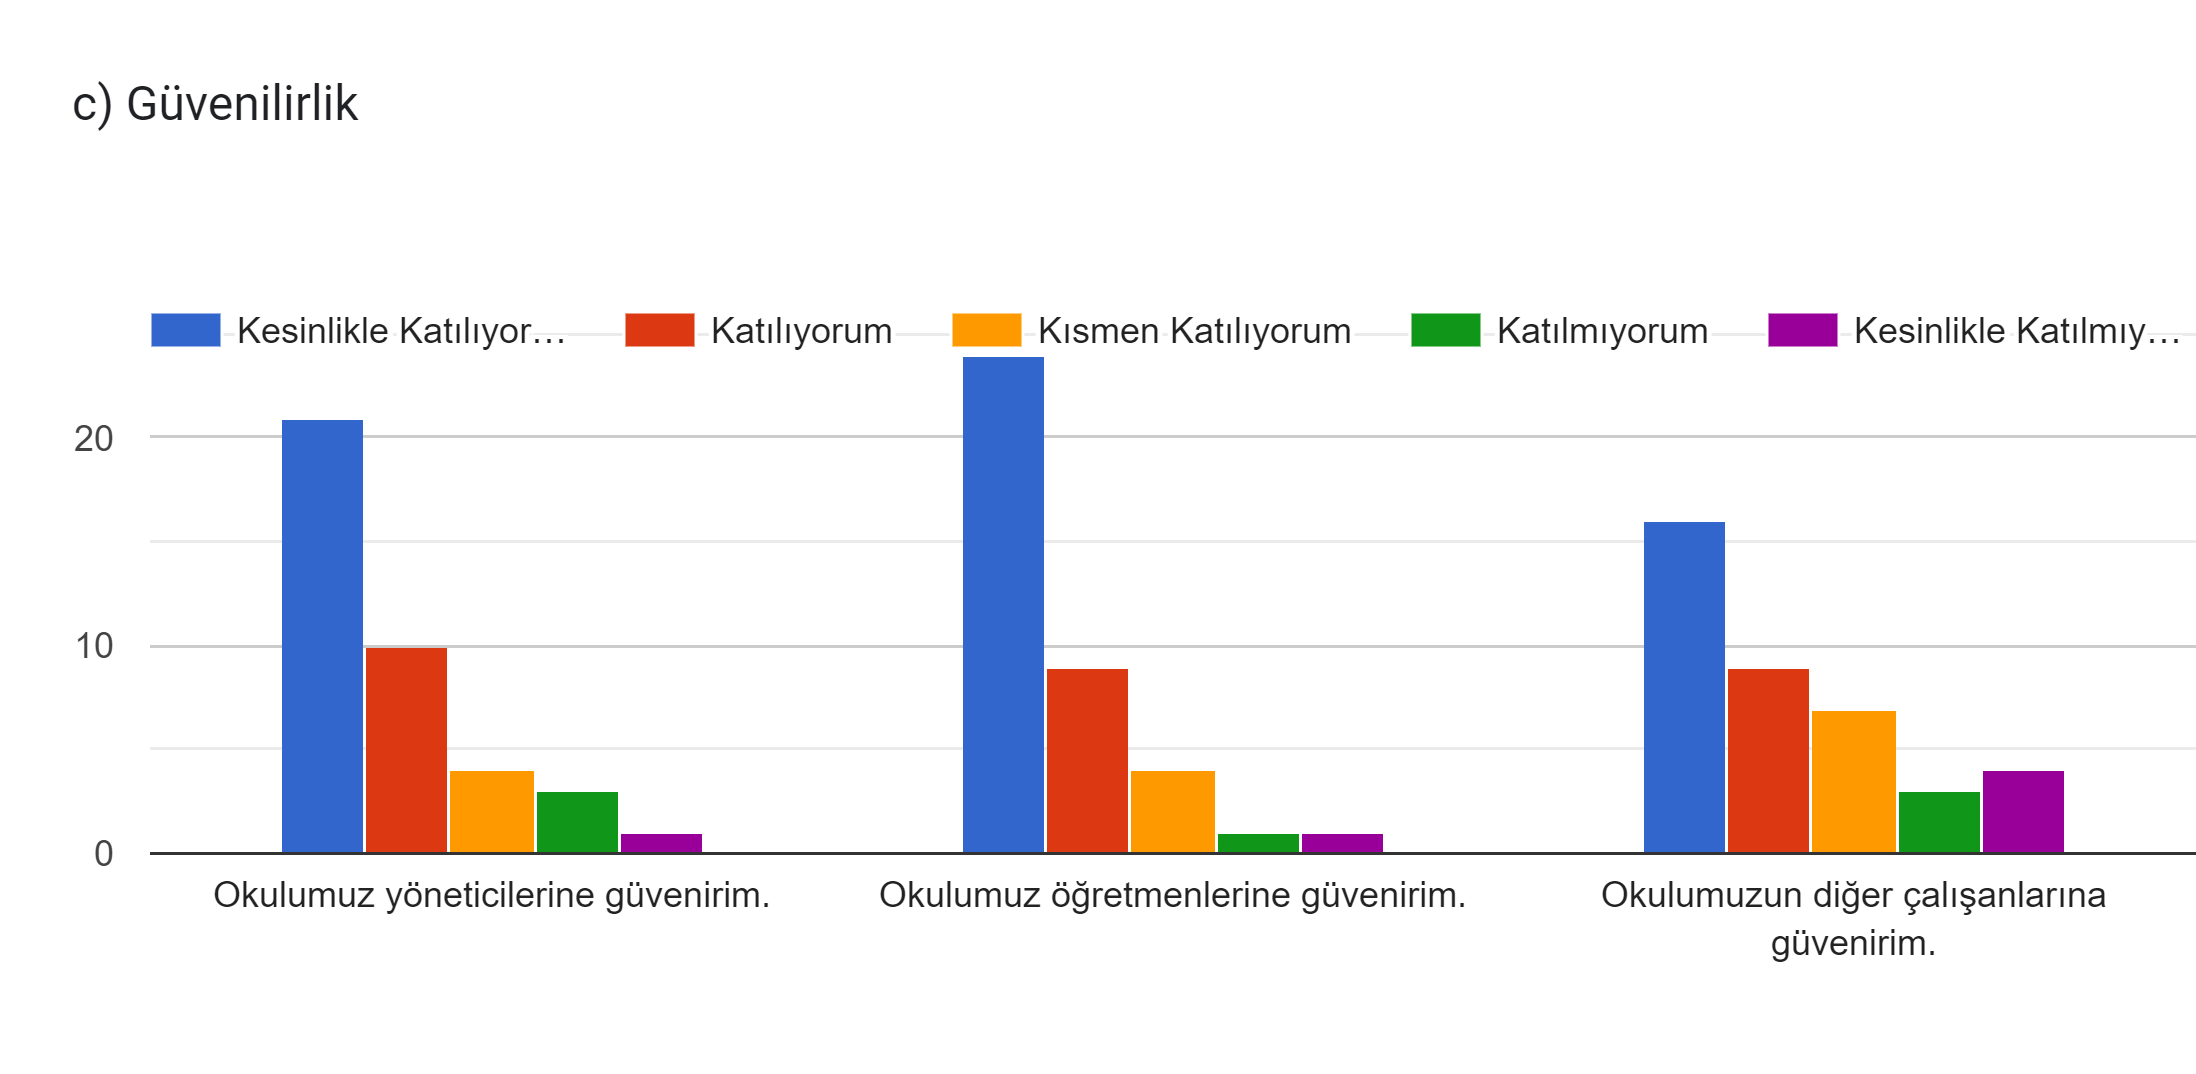 c) Güvenilirlik
Kesinlikle Katılıyor…
Katılıyorum
Kısmen Katılıyorum
Katılmıyorum
Kesinlikle Katılmıy…
20
10
0
Okulumuz yöneticilerine güvenirim.
Okulumuz öğretmenlerine güvenirim.
Okulumuzun diğer çalışanlarına
güvenirim.